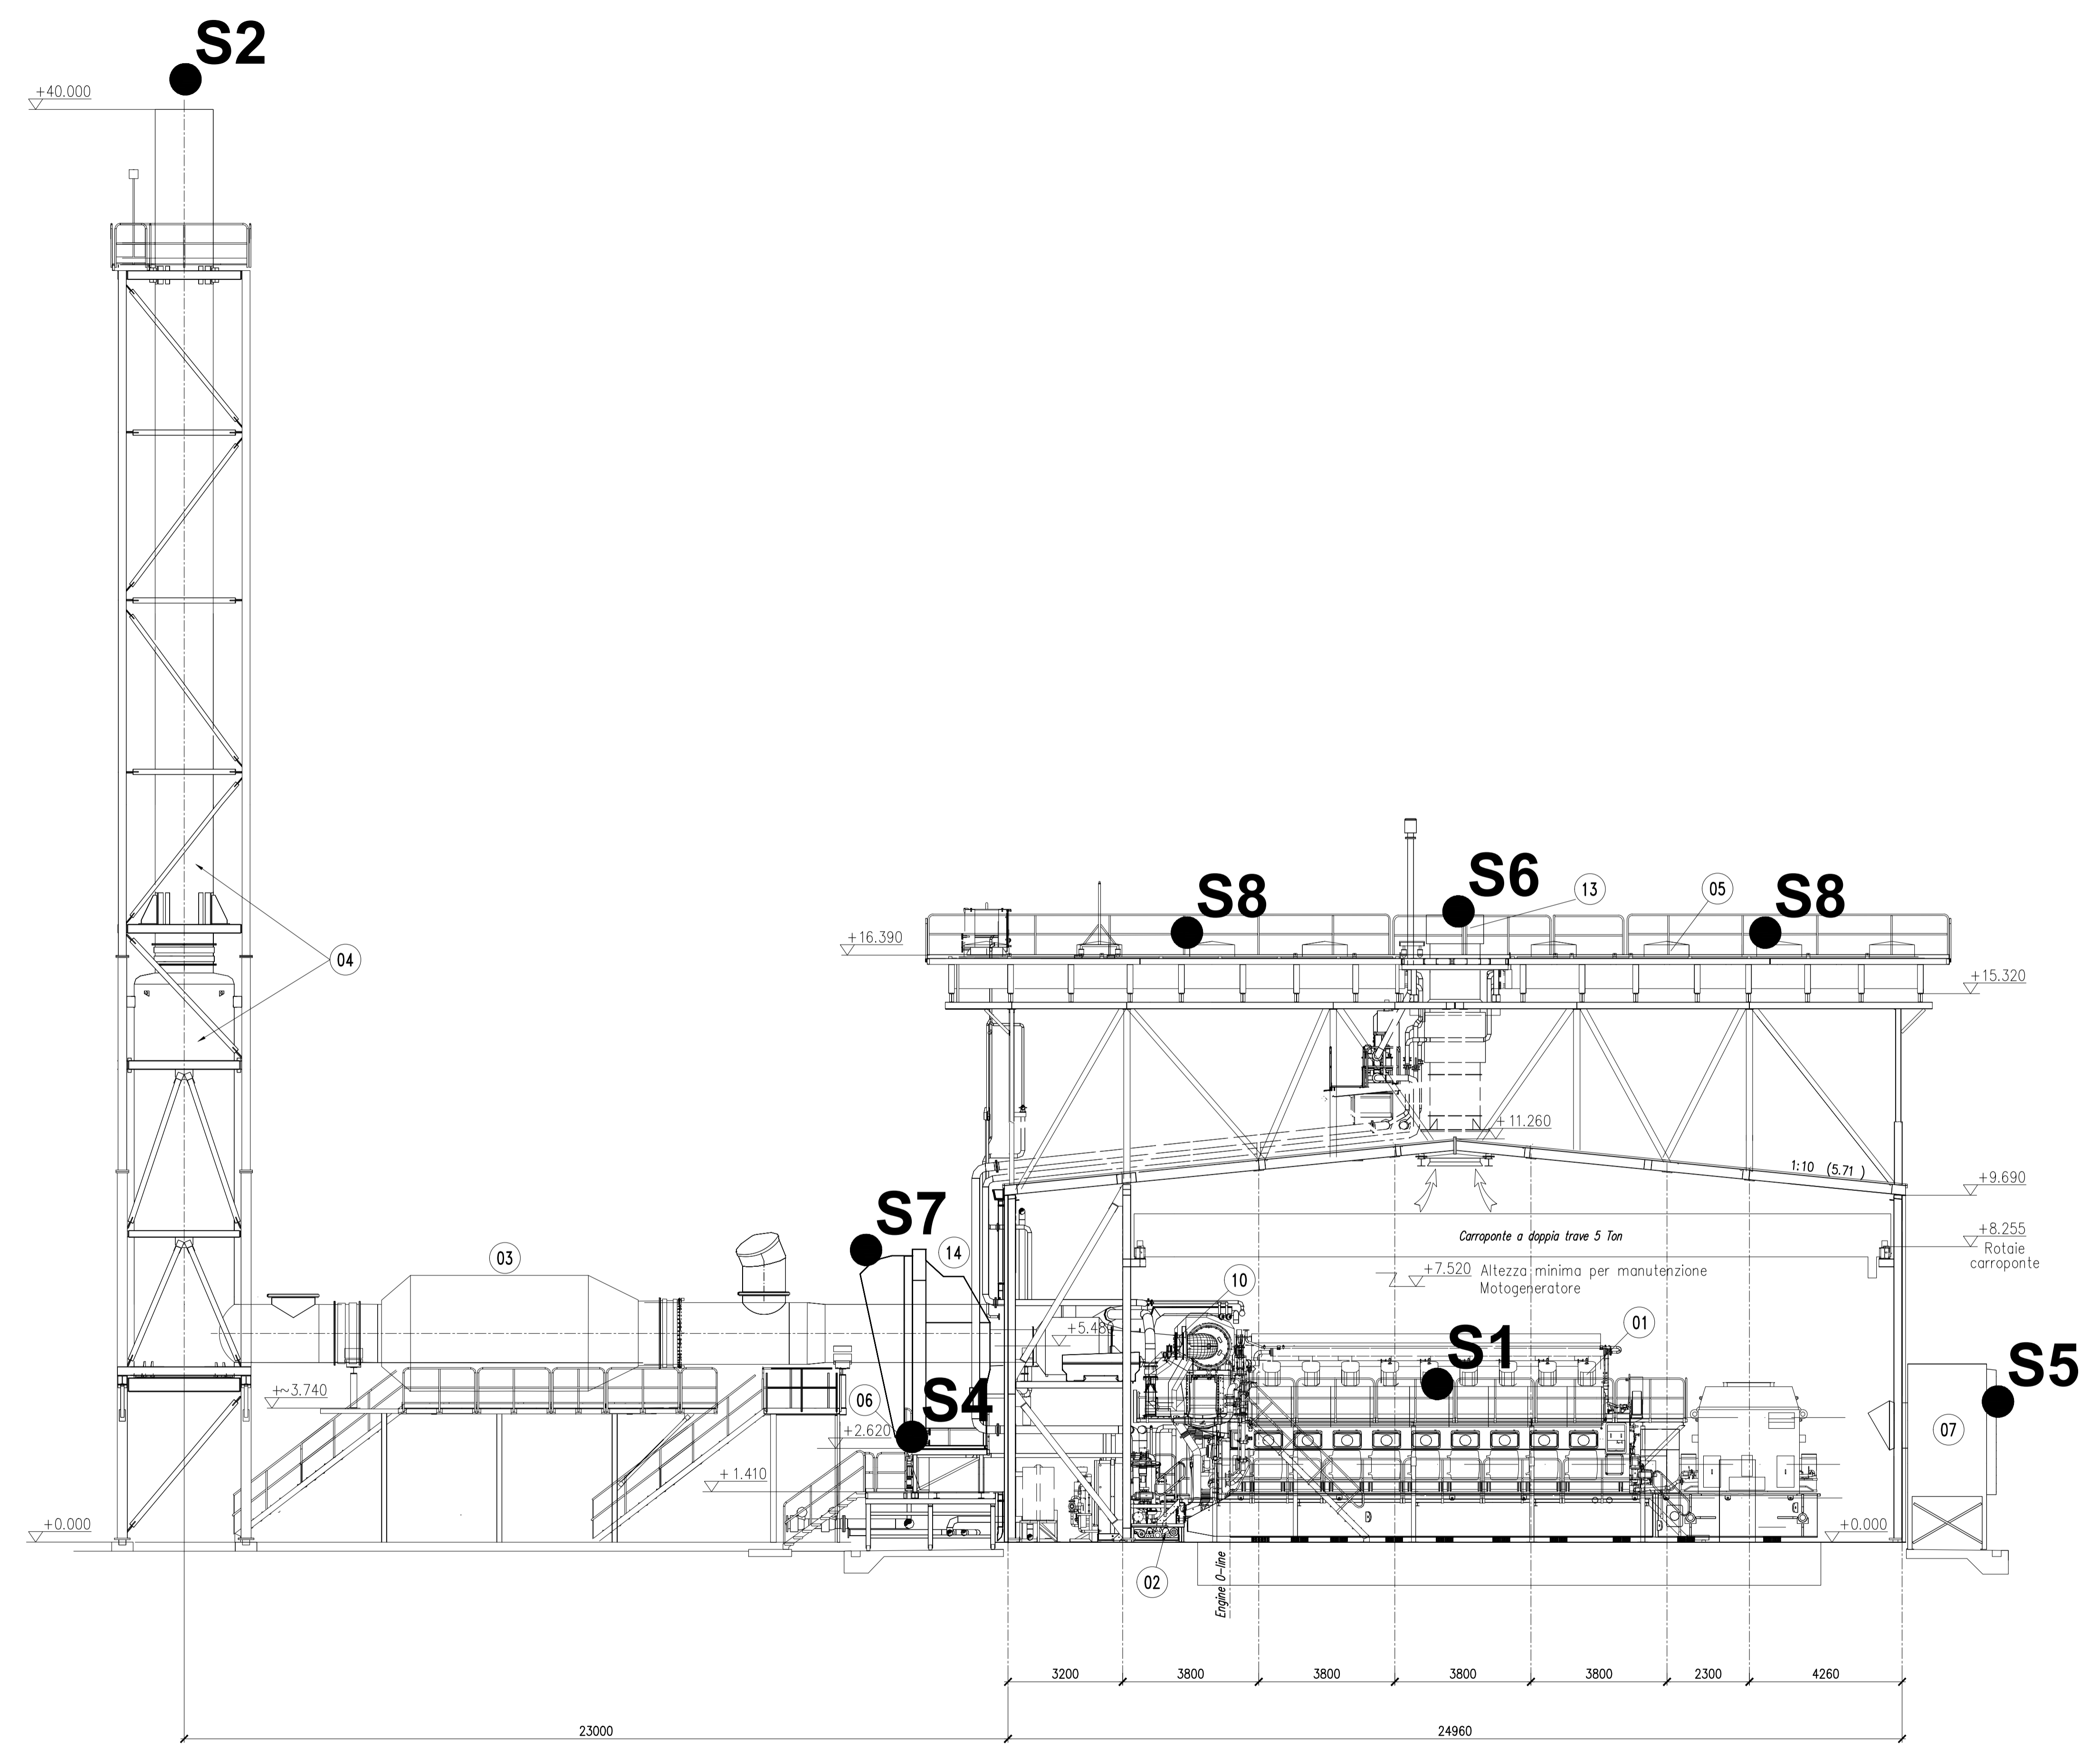 S2
+40.000
S6
S8
13
05
S8
+16.390
04
+15.320
+11.260
1:10 (5.71 )
+9.690
S7
Carroponte a doppia trave 5 Ton
+8.255
Rotaie
carroponte
03
14
+7.520 Altezza minima per manutenzione
Motogeneratore
10
01
S1
S5
+~3.740
06
S4
+2.620
07
+1.410
+0.000
+0.000
02
Engine 0-line
3200
3800
3800
3800
3800
2300
4260
23000
24960